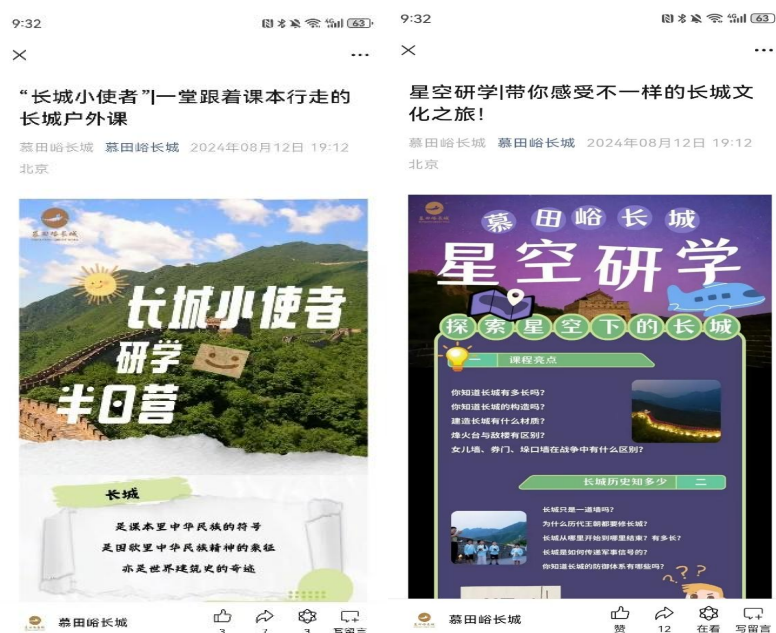 9:32
63
“长城小使者”|一堂跟着课本行走的
长城户外课
慕田峪长城 慕田峪长城 2024年08月12日 19:12
北京
慕田峪长城
长城小使者
研学
半日营
长城
是课本里中华民族的符号
是国歌里中华民族精神的象征
亦是世界建筑史的奇迹
慕田峪长城
3
7
3
写留言
9:32
63
星空研学|带你感受不一样的长城文
化之旅!
慕田峪长城 慕田峪长城 2024年08月12日 19:12
北京
慕田峪长城
慕田峪长城
星空研学
探索星空下的长城
一 课程亮点
你知道长城有多长吗?
你知道长城的构造吗?
建造长城有什么材质?
烽火台与敌楼有区别?
女儿墙、券门、垛口墙在战争中有什么区别?
长城历史知多少 二
长城只是一道墙吗?
为什么历代王朝都要修长城?
长城从哪里开始到哪里结束?有多长?
长城是如何传递军事信号的?
你知道长城的防御体系有哪些吗?
???
慕田峪长城
赞
12
在看
写留言